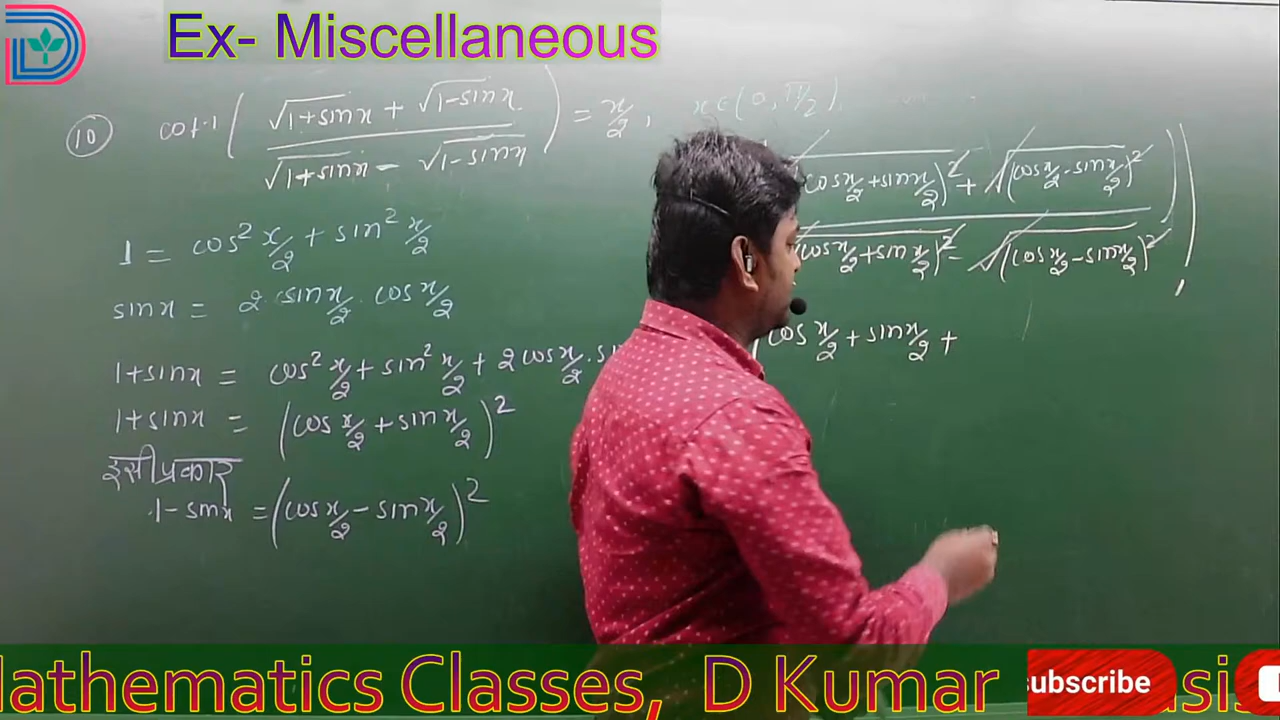 Ex- Miscellaneous
10 cot-1 ( √1+sinx + √1-sinx / √1+sinx - √1-sinx ) = x/2, x∈(0, π/2)
1 = cos² x/2 + sin² x/2
sinx = 2 sin x/2 . cos x/2
1+sinx = cos² x/2 + sin² x/2 + 2 cos x/2 .
1+sinx = (cos x/2 + sin x/2)²
इसीप्रकार
1-sinx = (cos x/2 - sin x/2)²
cos x/2 + sin x/2)² + √(cos x/2 - sin x/2)²
(cos x/2 + sin x/2)² - √(cos x/2 - sin x/2)²
cos x/2 + sin x/2 +
Mathematics Classes, D Kumar
subscribe